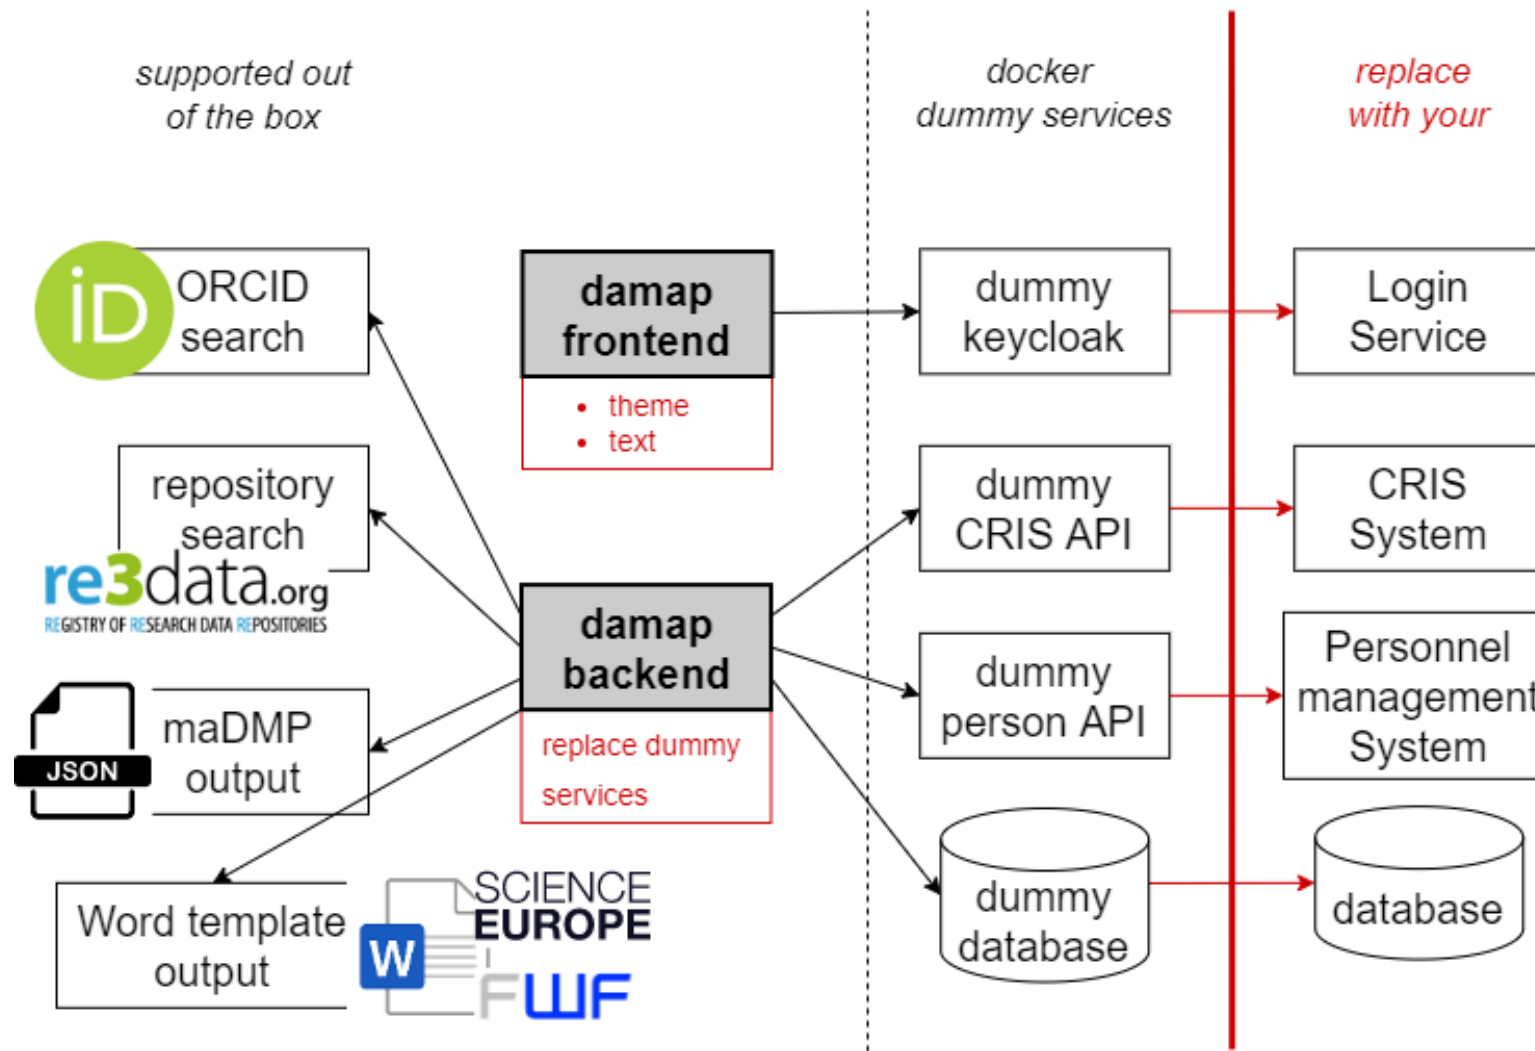 supported out
of the box
docker
dummy services
replace
with your
iD
ORCID
search
damap
frontend
• theme
• text
dummy
keycloak
Login
Service
repository
search
re3data.org
REGISTRY OF RESEARCH DATA REPOSITORIES
dummy
CRIS API
CRIS
System
damap
backend
replace dummy
services
dummy
person API
Personnel
management
System
JSON
maDMP
output
Word template
output
W
SCIENCE
EUROPE
FWF
dummy
database
database